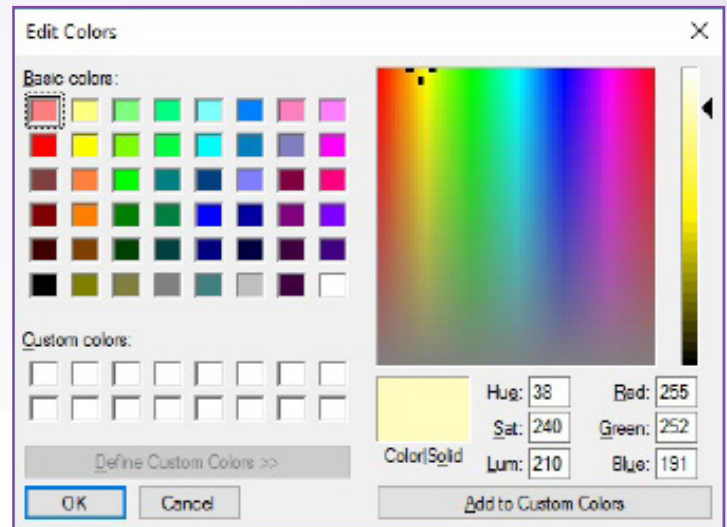 Edit Colors
Basic colors:
Custom colors:
Define Custom Colors >>
OK
Cancel
Color|Solid
Hue: 38
Sat: 240
Lum: 210
Red: 255
Green: 252
Blue: 191
Add to Custom Colors